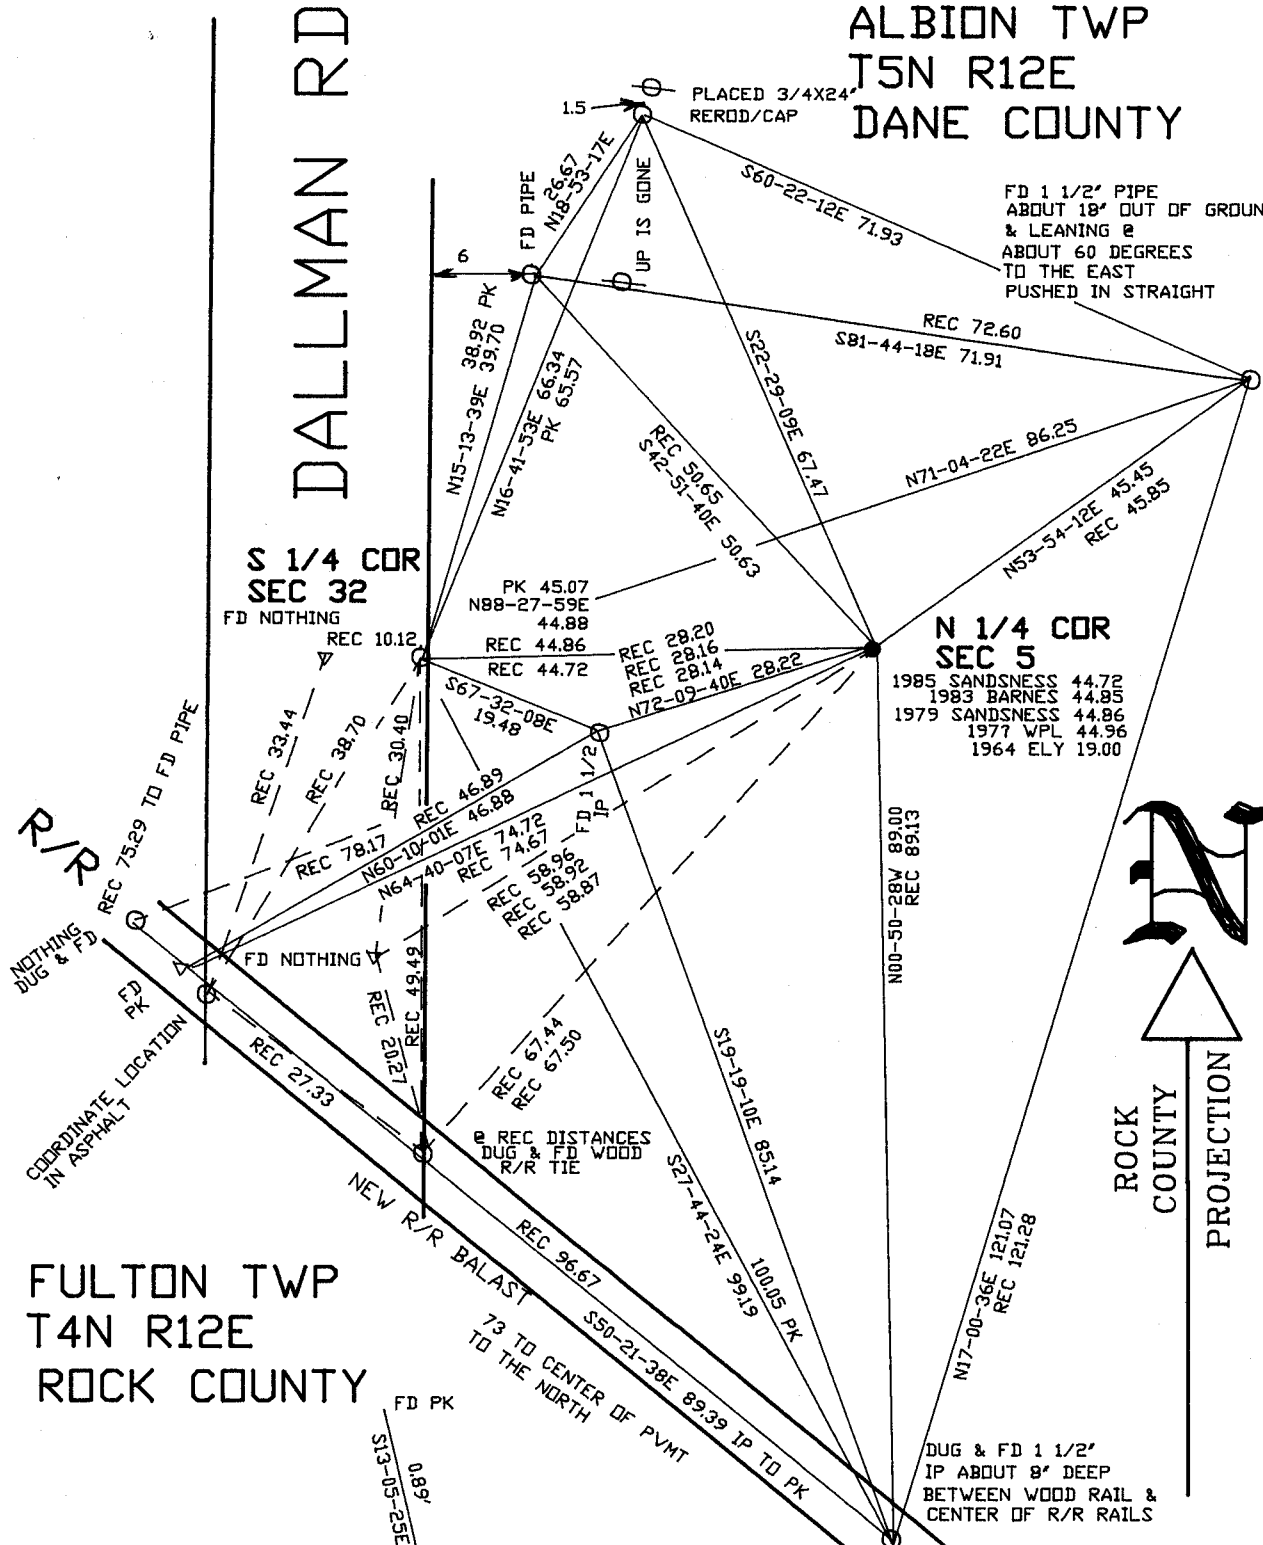 DALLMAN RD
ALBION TWP
T5N R12E
DANE COUNTY
1.5
PLACED 3/4X24"
REROD/CAP
26.67
N18-53-17E
FD PIPE
UP IS GONE
S60-22-12E 71.93
FD 1 1/2" PIPE
ABOUT 18" OUT OF GROUN
& LEANING @
ABOUT 60 DEGREES
TO THE EAST
PUSHED IN STRAIGHT
6
REC 72.60
S81-44-18E 71.91
38.92 PK
N15-13-39E 39.70
N16-41-53E 66.34
PK 65.57
S22-29-09E 67.47
REC 50.65
S42-51-40E 50.63
N71-04-22E 86.25
N53-54-12E 45.45
REC 45.85
S 1/4 COR
SEC 32
FD NOTHING
REC 10.12
PK 45.07
N88-27-59E
44.88
REC 44.86
REC 44.72
REC 28.20
REC 28.16
REC 28.14
N72-09-40E 28.22
N 1/4 COR
SEC 5
1985 SANDSNESS 44.72
1983 BARNES 44.85
1979 SANDSNESS 44.86
1977 WPL 44.96
1964 ELY 19.00
S67-32-08E
19.48
REC 33.44
REC 38.70
REC 30.40
FD 1 1/2
IP
R/R
REC 75.29 TO FD PIPE
REC 78.17
REC 46.89
N60-10-01E 46.88
N64-40-07E 74.72
REC 74.67
REC 58.96
REC 58.92
REC 58.87
N00-50-28W 89.00
REC 89.13
NOTHING
DUG & FD
FD
PK
FD NOTHING
REC 49.49
REC 20.27
REC 27.33
COORDINATE LOCATION
IN ASPHALT
REC 67.44
REC 67.50
@ REC DISTANCES
DUG & FD WOOD
R/R TIE
S19-19-10E 85.14
S27-44-24E 99.19
100.05 PK
N17-00-36E 121.07
REC 121.28
ROCK
COUNTY
PROJECTION
NEW R/R BALAST
REC 96.67
S50-21-38E 89.39 IP TO PK
73 TO CENTER OF PVMT
TO THE NORTH
FULTON TWP
T4N R12E
ROCK COUNTY
FD PK
0.89'
S13-05-25E
DUG & FD 1 1/2"
IP ABOUT 8" DEEP
BETWEEN WOOD RAIL &
CENTER OF R/R RAILS
N